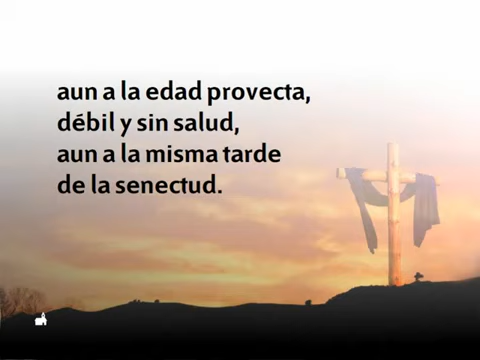 aun a la edad provecta,
débil y sin salud,
aun a la misma tarde
de la senectud.